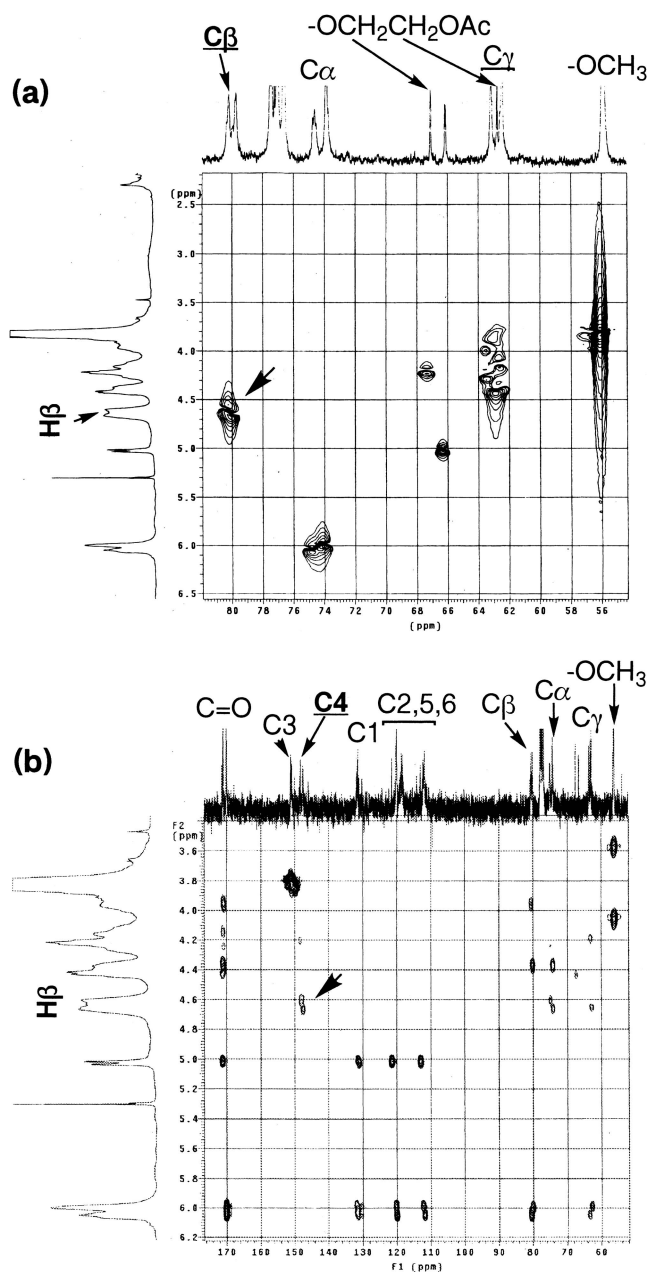 (a)
Cβ
Cα
-OCH2CH2OAc
Cγ
-OCH3
(ppm)
2.5
3.0
3.5
4.0
4.5
5.0
5.5
6.0
6.5
Hβ
80 78 76 74 72 70 68 66 64 62 60 58 56
(ppm)
(b)
C=O
C3
C4
C1
C2,5,6
Cβ
Cα
Cγ
-OCH3
F2
(ppm)
3.6
3.8
4.0
4.2
4.4
4.6
4.8
5.0
5.2
5.4
5.6
5.8
6.0
6.2
Hβ
170 160 150 140 130 120 110 100 90 80 70 60
F1 (ppm)